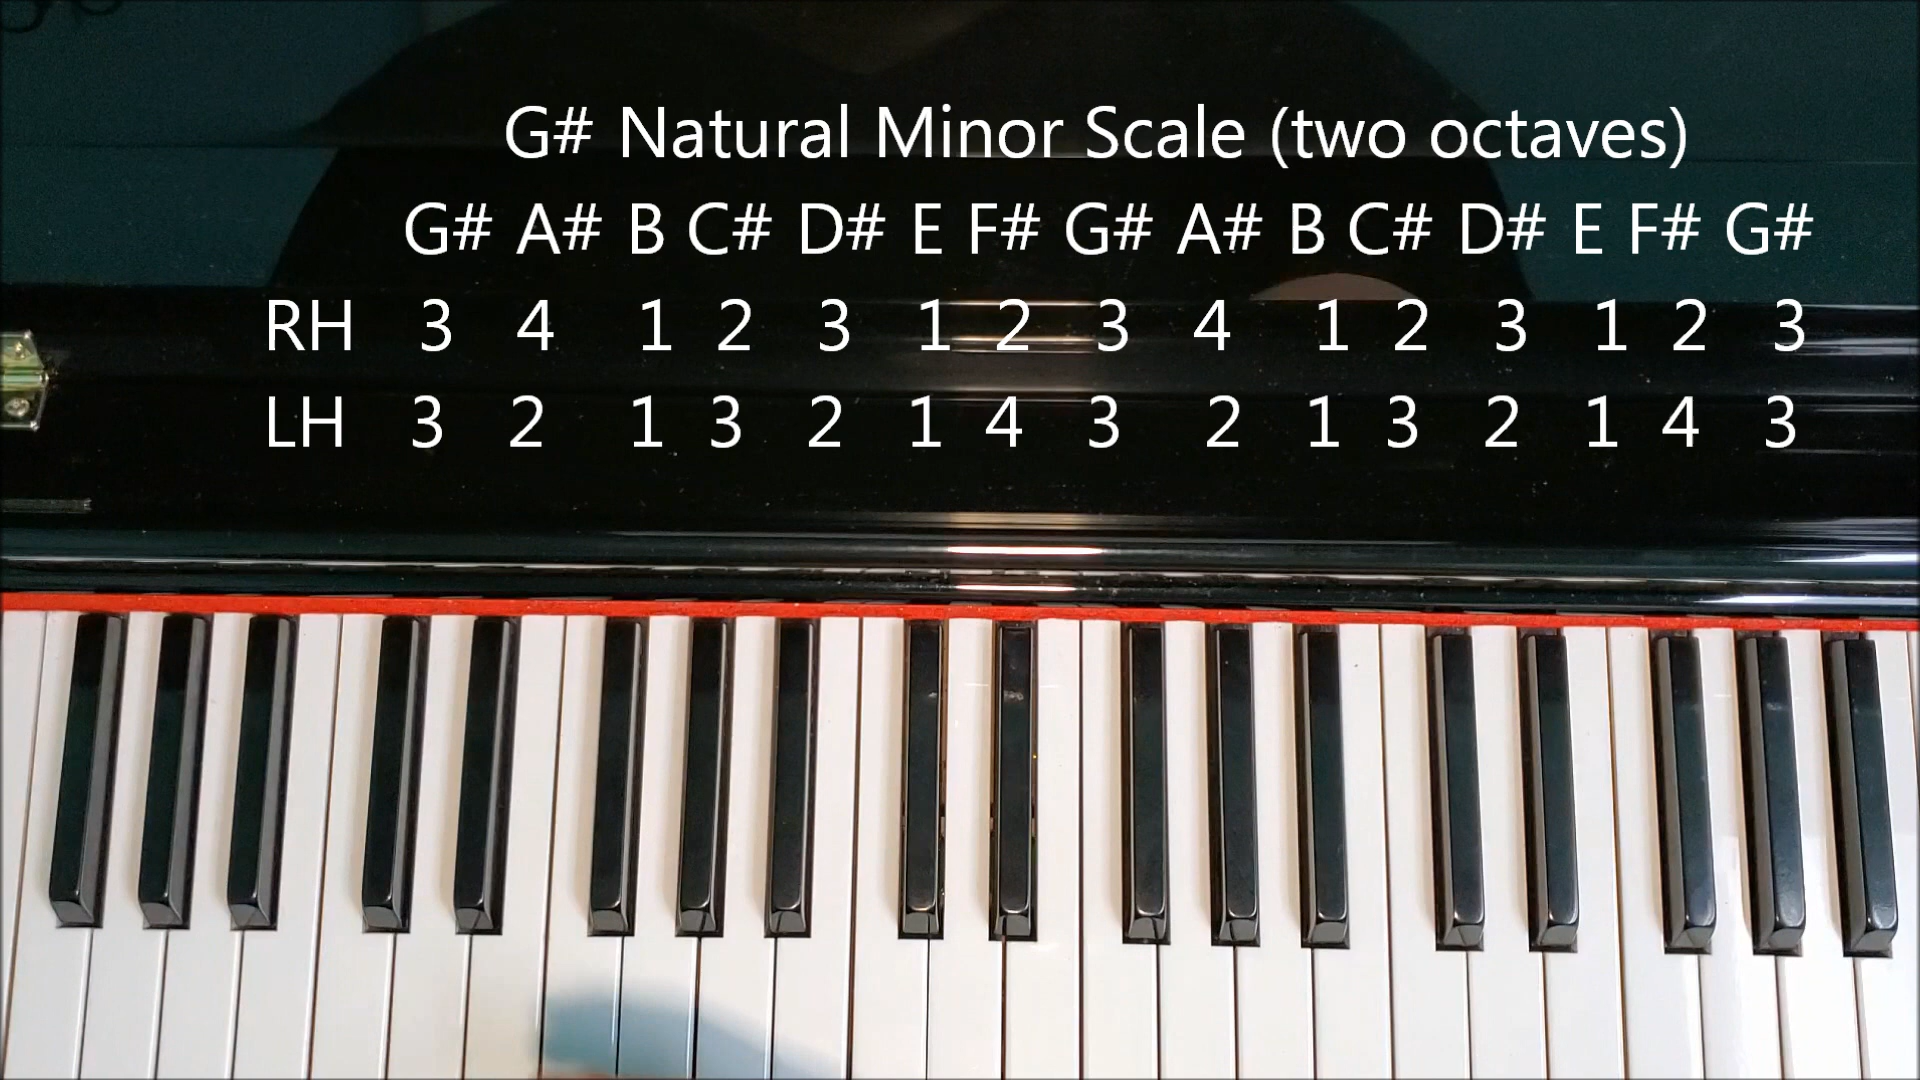 G# Natural Minor Scale (two octaves)
G# A# B C# D# E F# G# A# B C# D# E F# G#
RH 3 4 1 2 3 1 2 3 4 1 2 3 1 2 3
LH 3 2 1 3 2 1 4 3 2 1 3 2 1 4 3